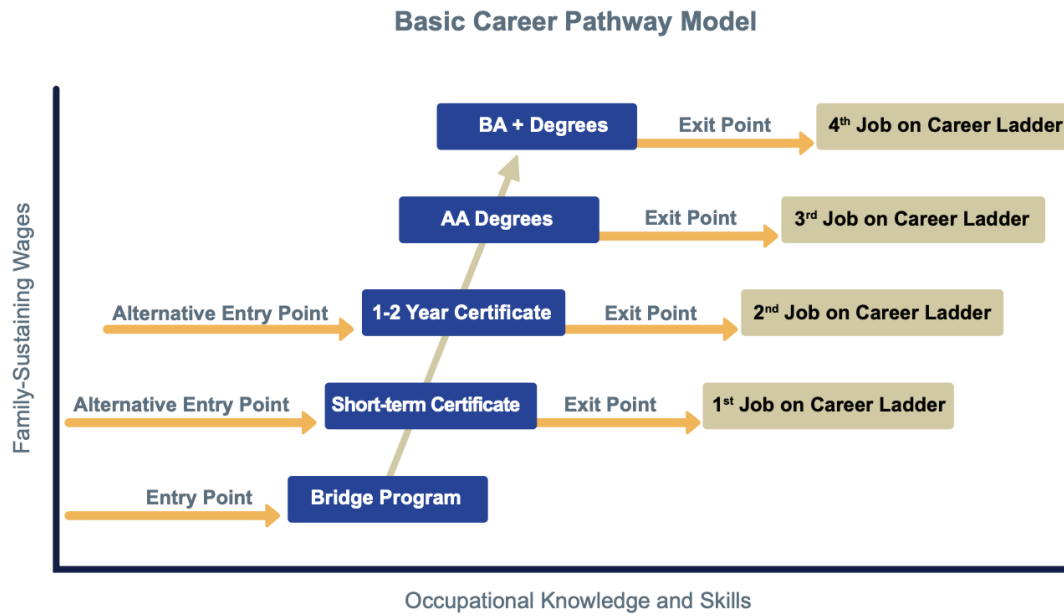 Basic Career Pathway Model
Family-Sustaining Wages
BA + Degrees
Exit Point
4th Job on Career Ladder
AA Degrees
Exit Point
3rd Job on Career Ladder
Alternative Entry Point
1-2 Year Certificate
Exit Point
2nd Job on Career Ladder
Alternative Entry Point
Short-term Certificate
Exit Point
1st Job on Career Ladder
Entry Point
Bridge Program
Occupational Knowledge and Skills